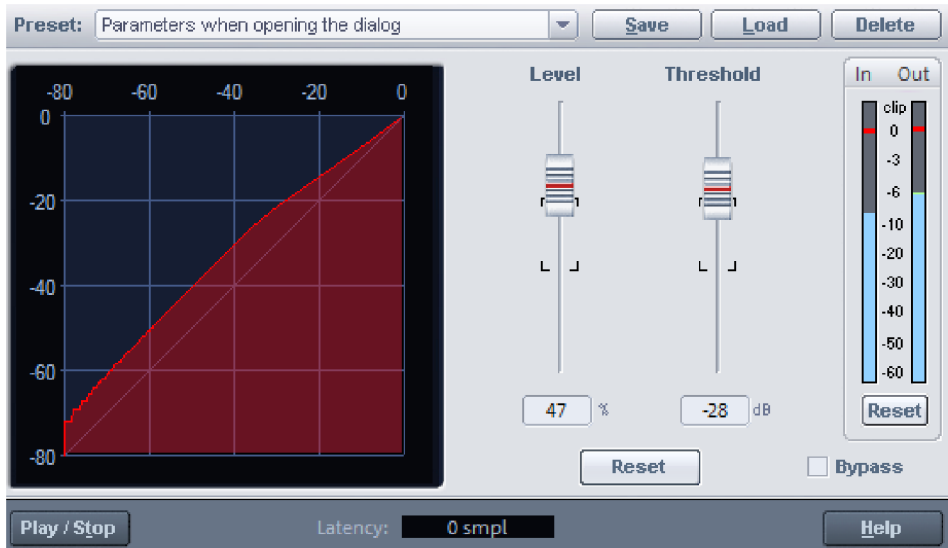 Preset: Parameters when opening the dialog Save Load Delete
Level Threshold In Out
-80 -60 -40 -20 0
0
-20
-40
-60
-80
clip
0
-3
-6
-10
-20
-30
-40
-50
-60
47 % -28 dB Reset
Reset Bypass
Play / Stop Latency: 0 smpl Help